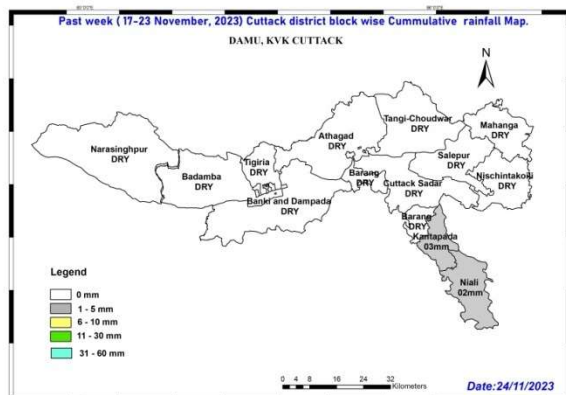 Past week ( 17-23 November, 2023) Cuttack district block wise Cummulative rainfall Map.
DAMU, KVK CUTTACK
N
Tangi-Choudwar
DRY
Mahanga
DRY
Athagad
DRY
Narasinghpur
DRY
Salepur
DRY
Tigiria
DRY
Badamba
DRY
Barang
DRY
Nischintakoili
DRY
Cuttack Sadar
DRY
Banki and Dampada
DRY
Barang
DRY
Kantapada
03mm
Niali
02mm
Legend
0 mm
1 - 5 mm
6 - 10 mm
11 - 30 mm
31 - 60 mm
0 4 8 16 24 32
Kilometers
Date:24/11/2023